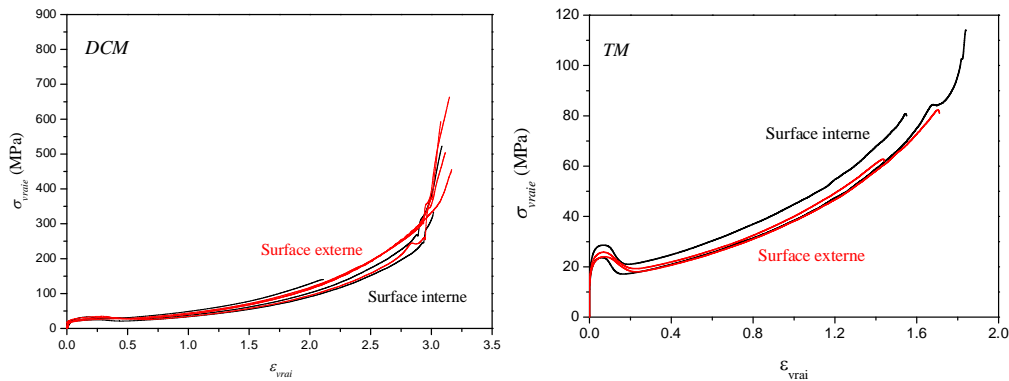 DCM
900
800
700
600
500
400
300
200
100
0
σvraie (MPa)
Surface externe
Surface interne
0.0 0.5 1.0 1.5 2.0 2.5 3.0 3.5
εvrai
TM
120
100
80
60
40
20
0
σvraie (MPa)
Surface interne
Surface externe
0.0 0.4 0.8 1.2 1.6 2.0
εvrai